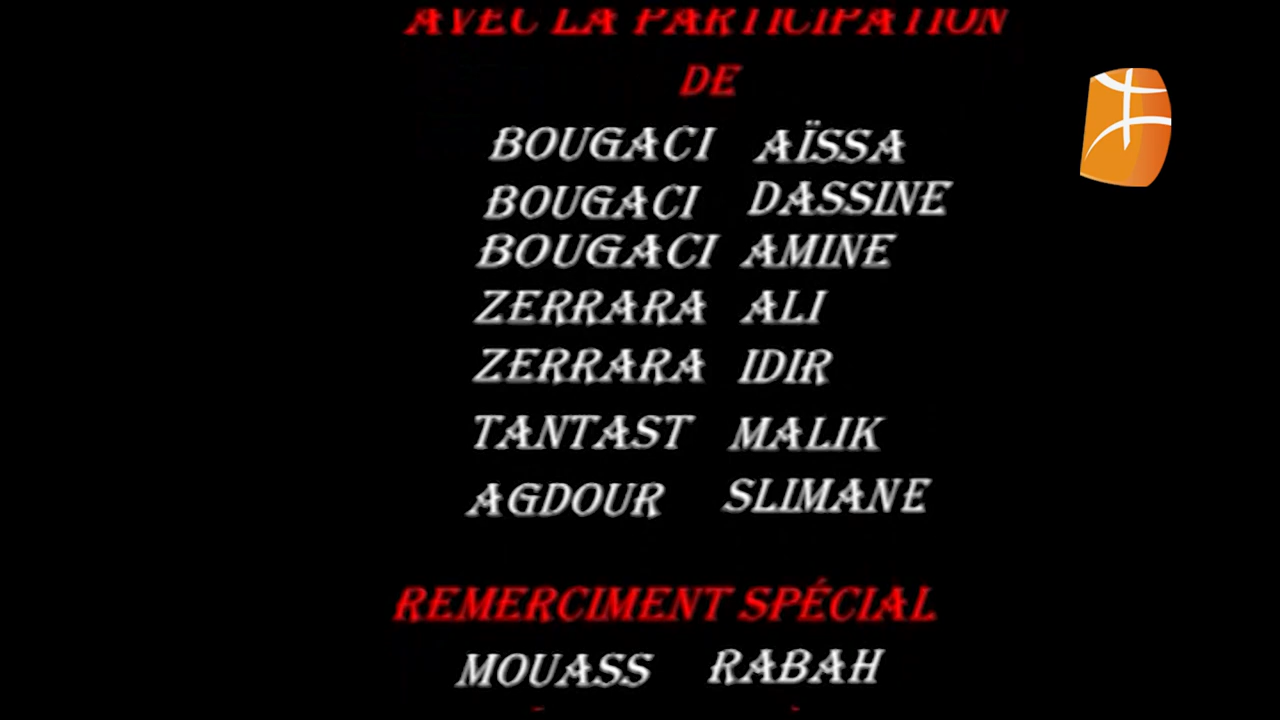 AVEC LA PARTICIPATION
DE
BOUGACI AÏSSA
BOUGACI DASSINE
BOUGACI AMINE
ZERRARA ALI
ZERRARA IDIR
TANTAST MALIK
AGDOUR SLIMANE
REMERCIMENT SPÉCIAL
MOUASS RABAH